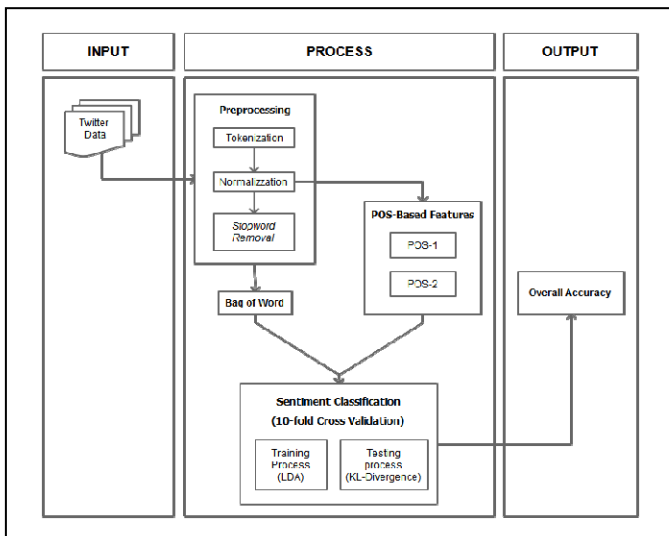 INPUT
PROCESS
OUTPUT
Twitter
Data
Preprocessing
Tokenization
Normalizzation
Stopword
Removal
POS-Based Features
POS-1
POS-2
Bag of Word
Overall Accuracy
Sentiment Classification
(10-fold Cross Validation)
Training
Process
(LDA)
Testing
process
(KL-Divergence)